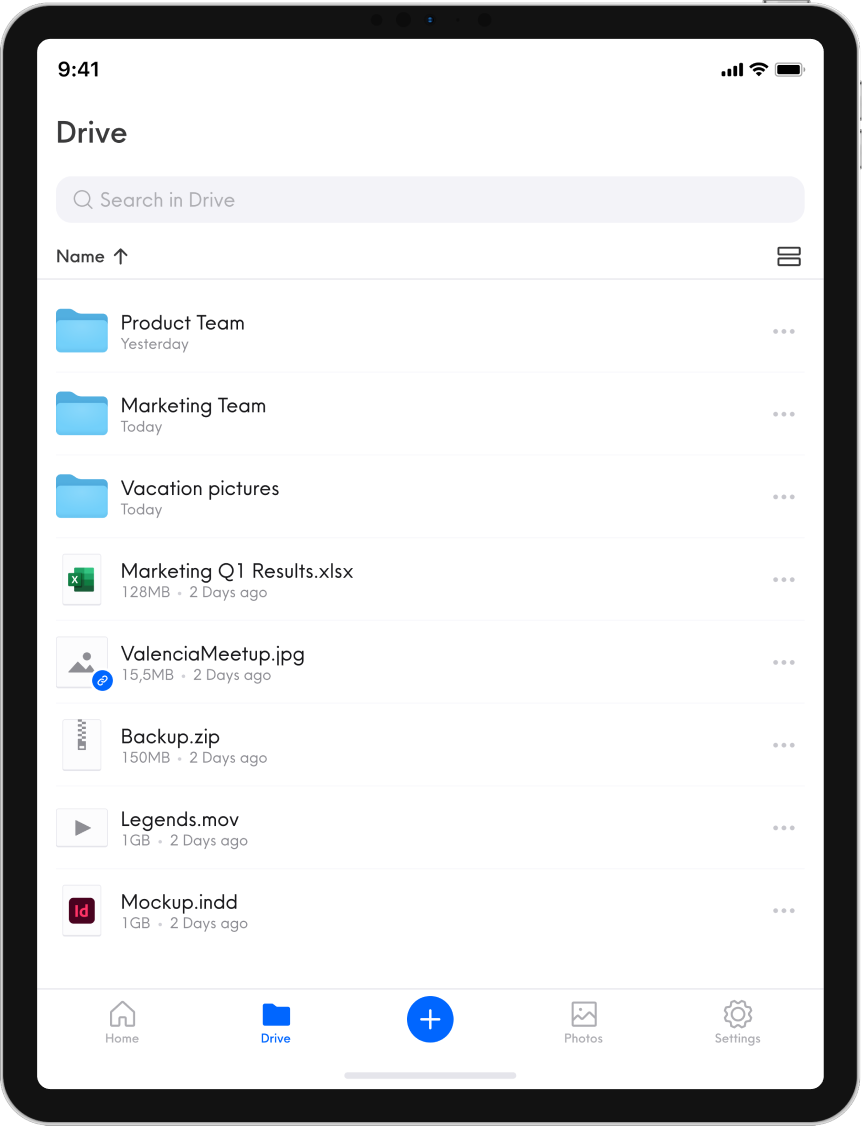 9:41
Drive
Search in Drive
Name
Product Team
Yesterday
Marketing Team
Today
Vacation pictures
Today
Marketing Q1 Results.xlsx
128MB • 2 Days ago
ValenciaMeetup.jpg
15,5MB • 2 Days ago
Backup.zip
150MB • 2 Days ago
Legends.mov
1GB • 2 Days ago
Id
Mockup.indd
1GB • 2 Days ago
Home Drive Photos Settings